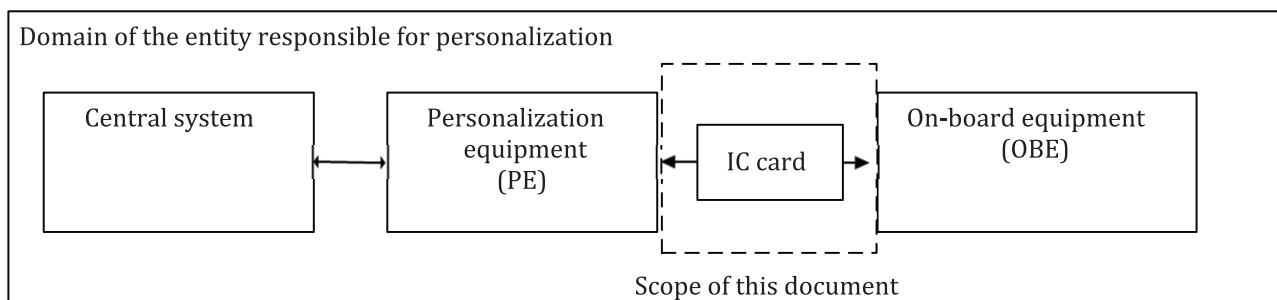 Domain of the entity responsible for personalization
Central system
Personalization
equipment
(PE)
IC card
On-board equipment
(OBE)
Scope of this document